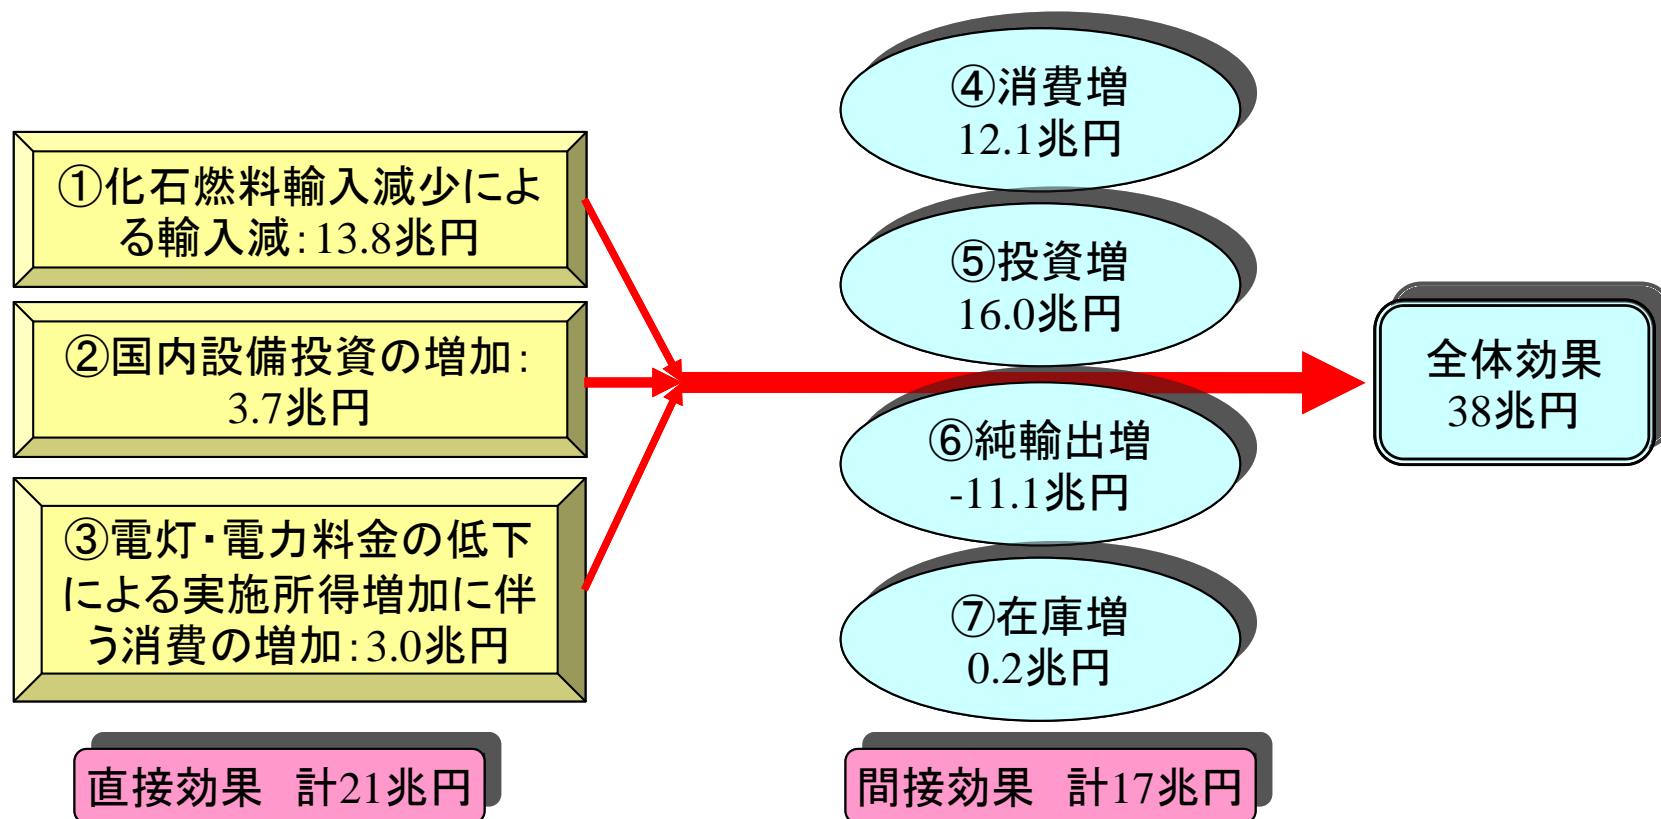 ①化石燃料輸入減少によ
る輸入減：13.8兆円
②国内設備投資の増加：
3.7兆円
③電灯・電力料金の低下
による実施所得増加に伴
う消費の増加：3.0兆円
直接効果　計21兆円
④消費増
12.1兆円
⑤投資増
16.0兆円
⑥純輸出増
-11.1兆円
⑦在庫増
0.2兆円
間接効果　計17兆円
全体効果
38兆円